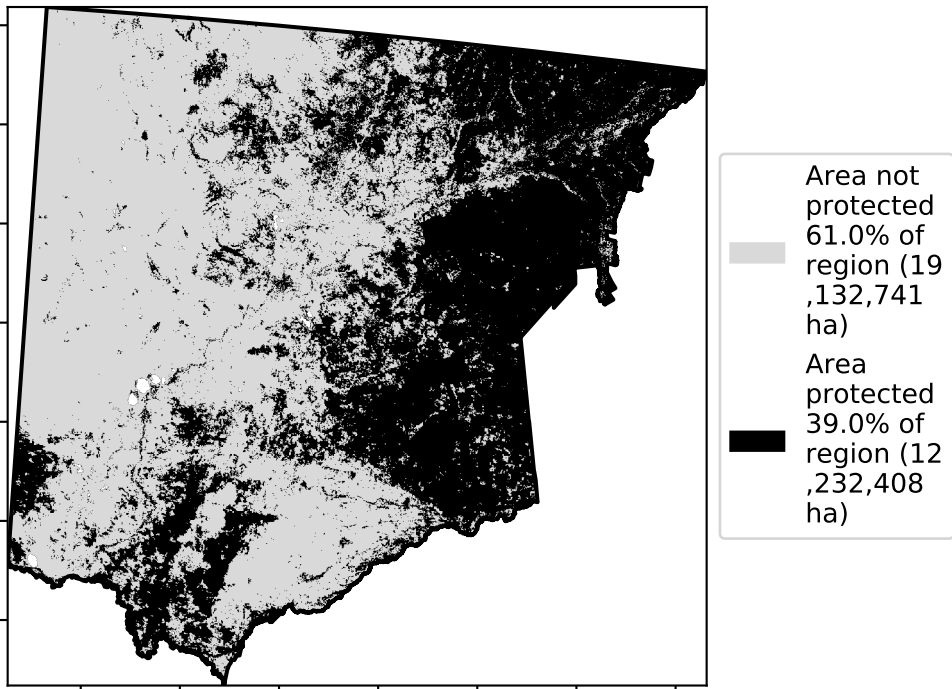 Area not
protected
61.0% of
region (19
,132,741
ha)
Area
protected
39.0% of
region (12
,232,408
ha)